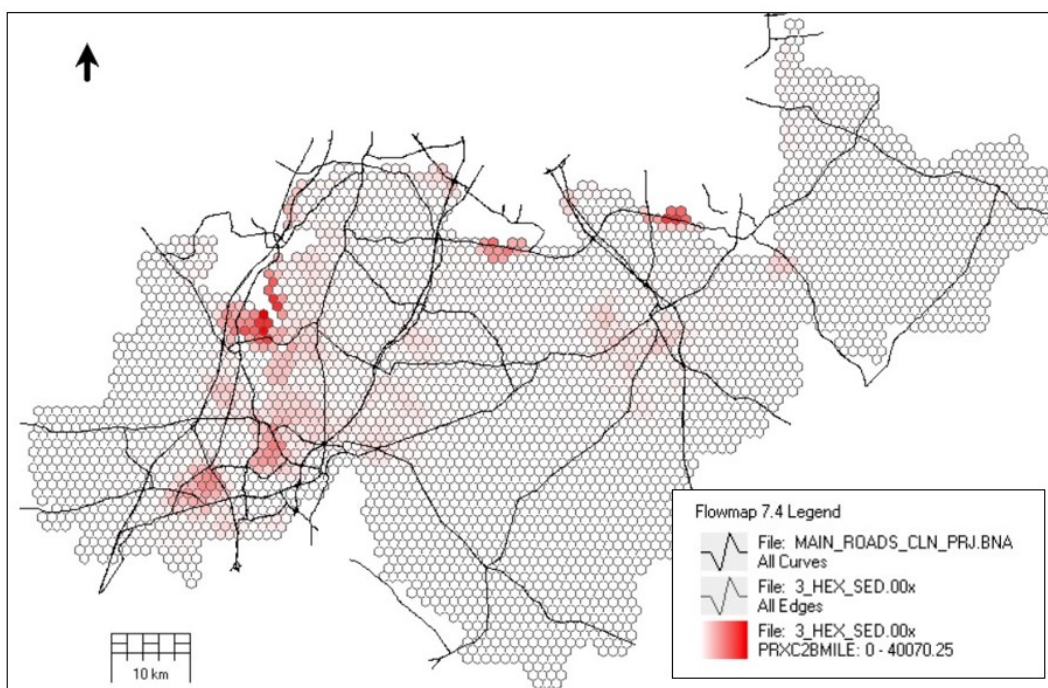 10 km
Flowmap 7.4 Legend
File: MAIN_ROADS_CLN_PRJ.BNA
All Curves
File: 3_HEX_SED.00x
All Edges
File: 3_HEX_SED.00x
PRXC2BMILE: 0 - 40070.25